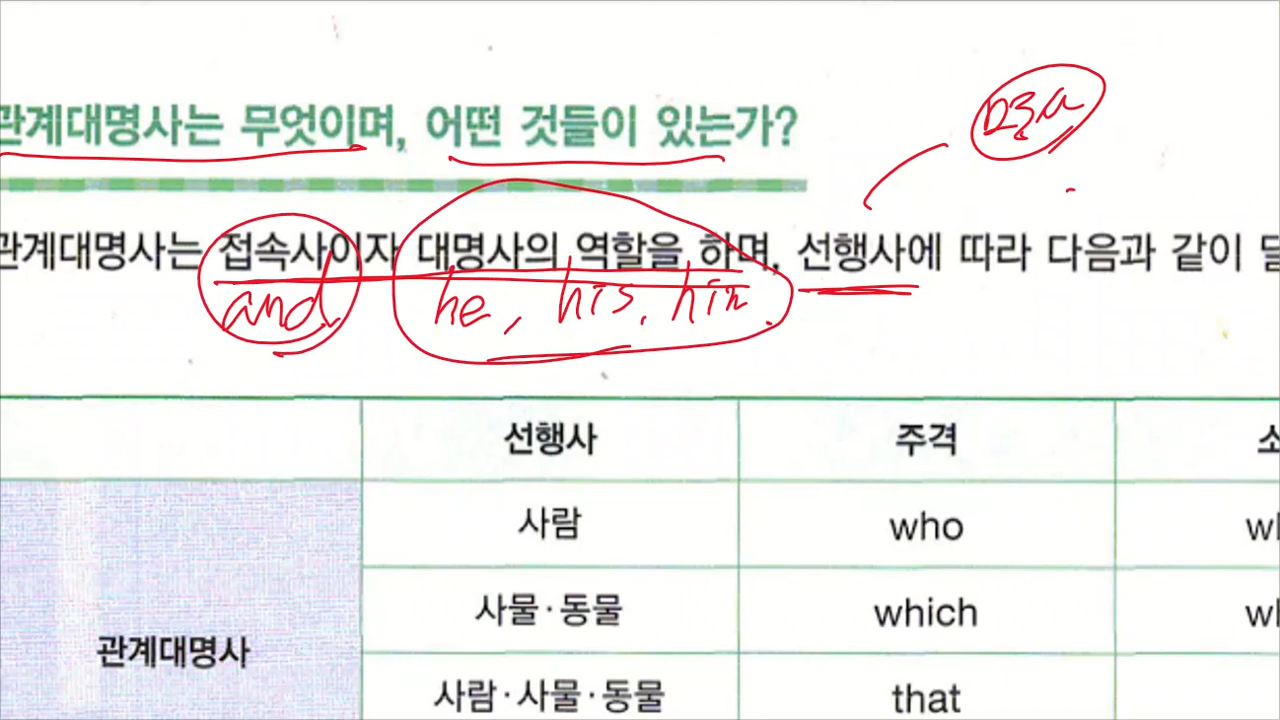 관계대명사는 무엇이며, 어떤 것들이 있는가?
명사
관계대명사는 접속사이자 대명사의 역할을 하며, 선행사에 따라 다음과 같이
and he, his, him.
선행사 주격
사람 who
사물·동물 which
관계대명사
사람·사물·동물 that